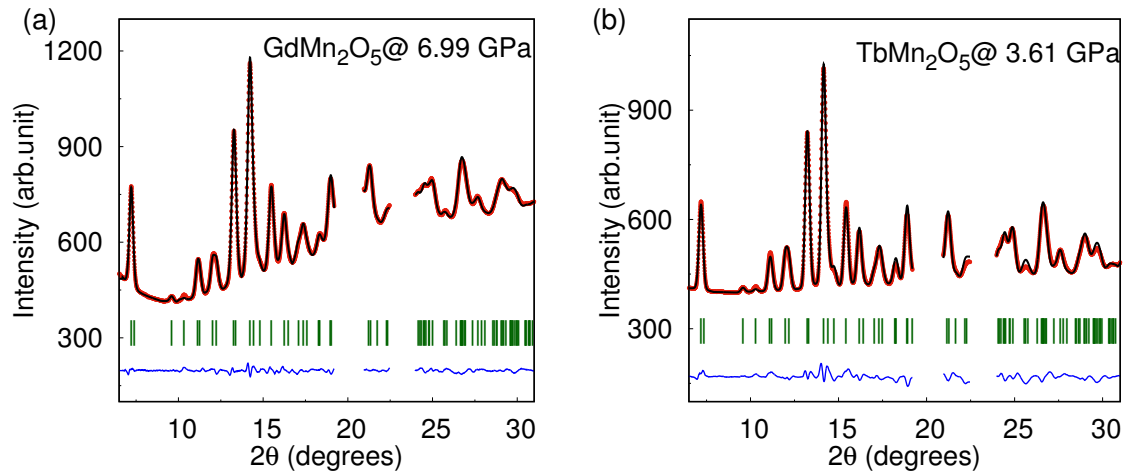 (a)
GdMn₂O₅@ 6.99 GPa
Intensity (arb.unit)
1200
900
600
300
10 15 20 25 30
2θ (degrees)
(b)
TbMn₂O₅@ 3.61 GPa
Intensity (arb.unit)
900
600
300
10 15 20 25 30
2θ (degrees)